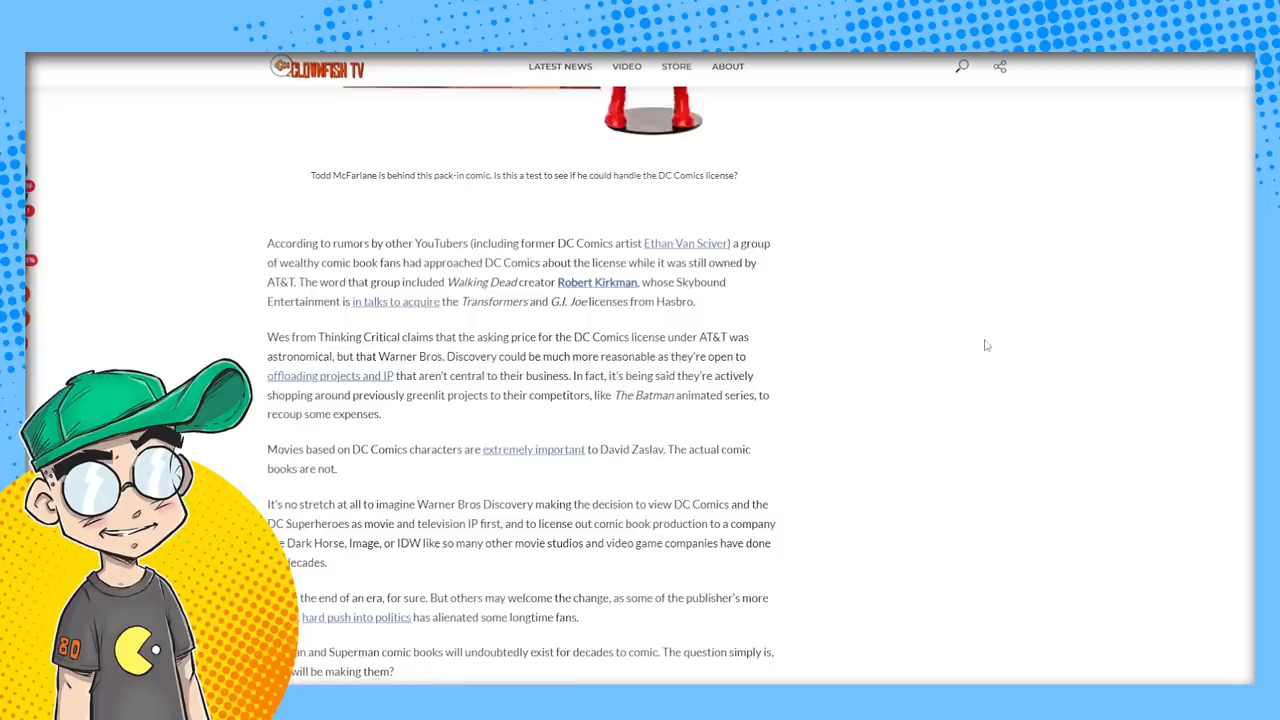 CLOWNFISH TV
LATEST NEWS VIDEO STORE ABOUT
Todd McFarlane is behind this pack-in comic. Is this a test to see if he could handle the DC Comics license?
According to rumors by other YouTubers (including former DC Comics artist Ethan Van Sciver) a group
of wealthy comic book fans had approached DC Comics about the license while it was still owned by
AT&T. The word that group included Walking Dead creator Robert Kirkman, whose Skybound
Entertainment is in talks to acquire the Transformers and G.I. Joe licenses from Hasbro.
Wes from Thinking Critical claims that the asking price for the DC Comics license under AT&T was
astronomical, but that Warner Bros. Discovery could be much more reasonable as they're open to
offloading projects and IP that aren't central to their business. In fact, it's being said they're actively
shopping around previously greenlit projects to their competitors, like The Batman animated series, to
recoup some expenses.
Movies based on DC Comics characters are extremely important to David Zaslav. The actual comic
books are not.
It's no stretch at all to imagine Warner Bros Discovery making the decision to view DC Comics and the
DC Superheroes as movie and television IP first, and to license out comic book production to a company
Dark Horse, Image, or IDW like so many other movie studios and video game companies have done
decades.
the end of an era, for sure. But others may welcome the change, as some of the publisher's more
hard push into politics has alienated some longtime fans.
and Superman comic books will undoubtedly exist for decades to comic. The question simply is,
will be making them?
80